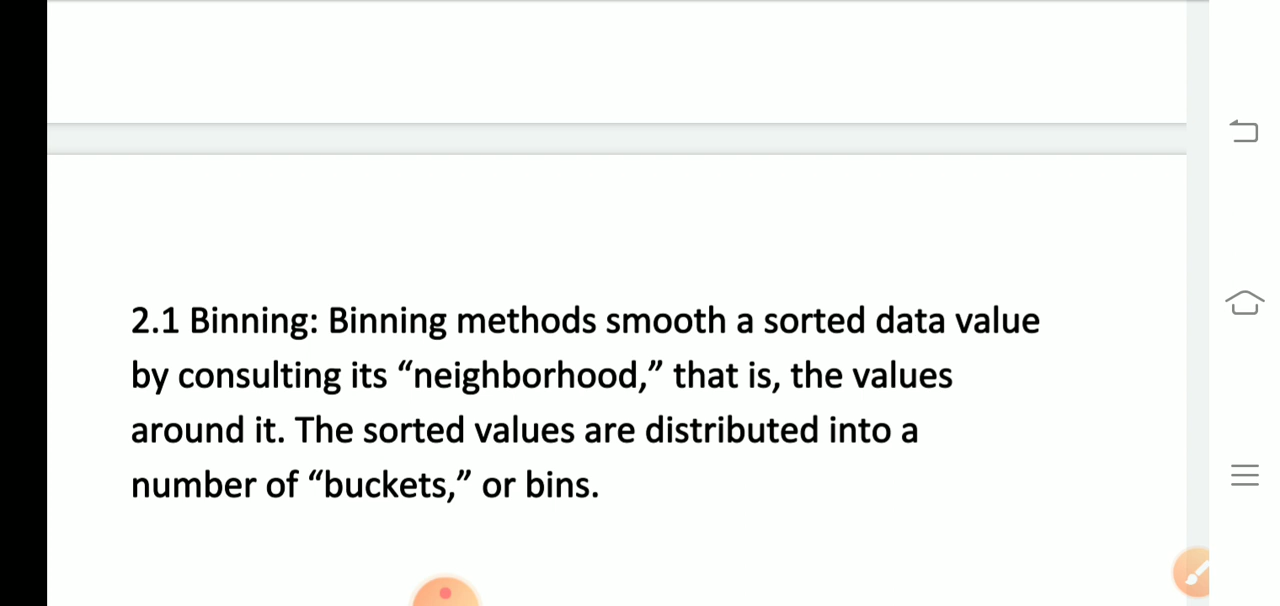 2.1 Binning: Binning methods smooth a sorted data value
by consulting its “neighborhood,” that is, the values
around it. The sorted values are distributed into a
number of “buckets,” or bins.